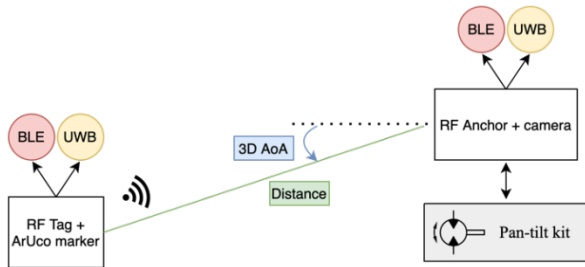 BLE
UWB
BLE
UWB
RF Anchor + camera
3D AoA
Distance
RF Tag +
ArUco marker
Pan-tilt kit